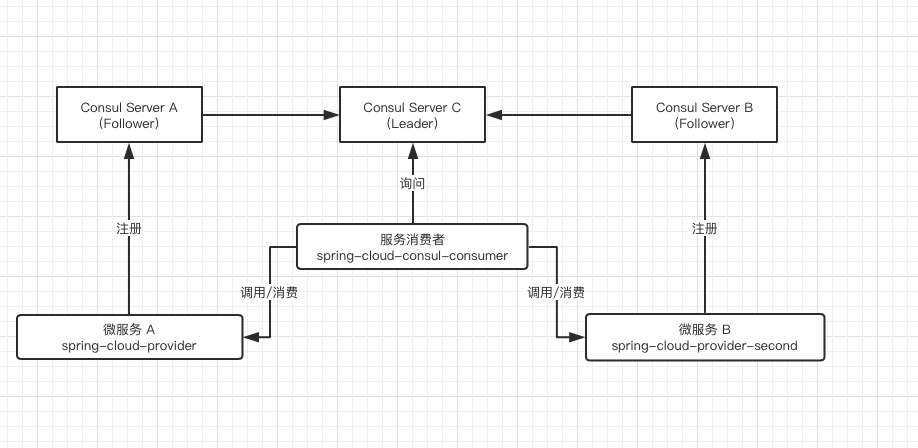 Consul Server A
(Follower)
Consul Server C
(Leader)
Consul Server B
(Follower)
询问
注册
注册
服务消费者
spring-cloud-consul-consumer
调用/消费
调用/消费
微服务 A
spring-cloud-provider
微服务 B
spring-cloud-provider-second